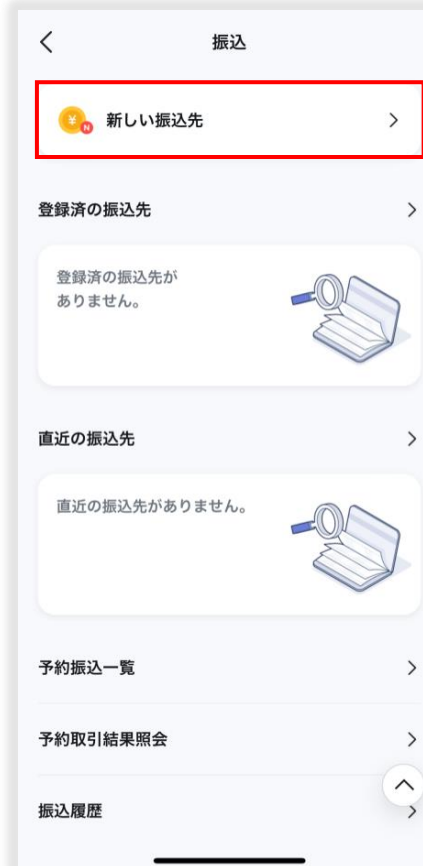 振込
¥ N 新しい振込先
登録済の振込先
登録済の振込先が
ありません。
直近の振込先
直近の振込先がありません。
予約振込一覧
予約取引結果照会
振込履歴